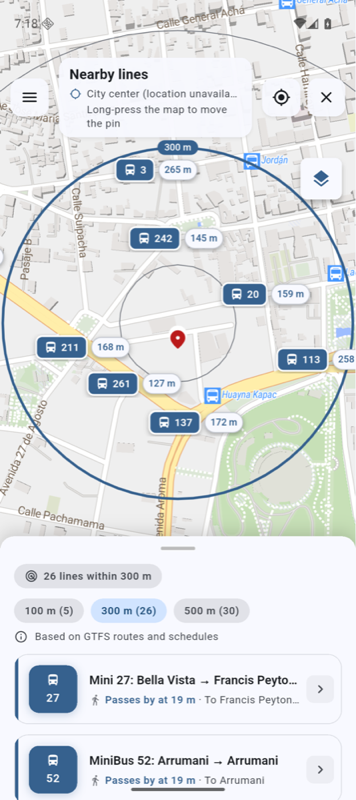 7:18
Calle General Acha
Nearby lines
City center (location unavaila…
Long-press the map to move
the pin
300 m
3
265 m
Jordán
Calle Suipacha
Pasaje B
242
145 m
20
159 m
211
168 m
113
258
261
127 m
Huayna Kapac
137
172 m
Avenida 27 de Agosto
Calle Pachamama
enida Aroma
26 lines within 300 m
100 m (5)
300 m (26)
500 m (30)
Based on GTFS routes and schedules
27
Mini 27: Bella Vista → Francis Peyto…
Passes by at 19 m · To Francis Peyton…
52
MiniBus 52: Arrumani → Arrumani
Passes by at 19 m · To Arrumani